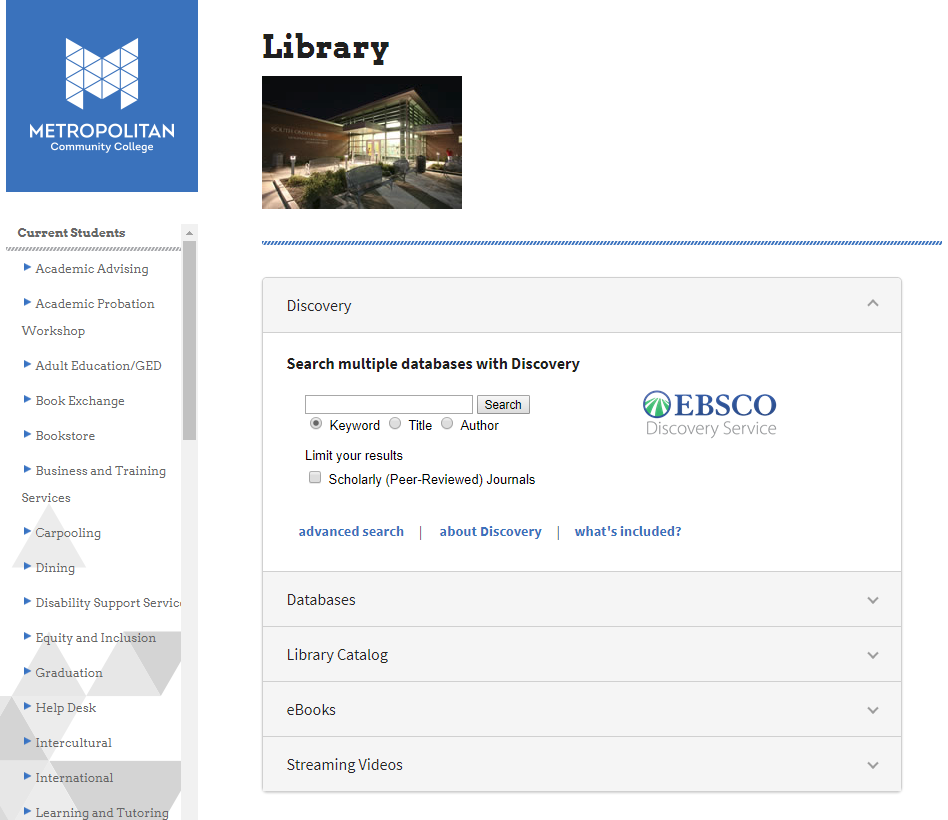 METROPOLITAN
Community College
Current Students
Academic Advising
Academic Probation
Workshop
Adult Education/GED
Book Exchange
Bookstore
Business and Training
Services
Carpooling
Dining
Disability Support Servic
Equity and Inclusion
Graduation
Help Desk
Intercultural
International
Learning and Tutoring
Library
Discovery
Search multiple databases with Discovery
Search
Keyword Title Author
Limit your results
Scholarly (Peer-Reviewed) Journals
EBSCO
Discovery Service
advanced search | about Discovery | what's included?
Databases
Library Catalog
eBooks
Streaming Videos